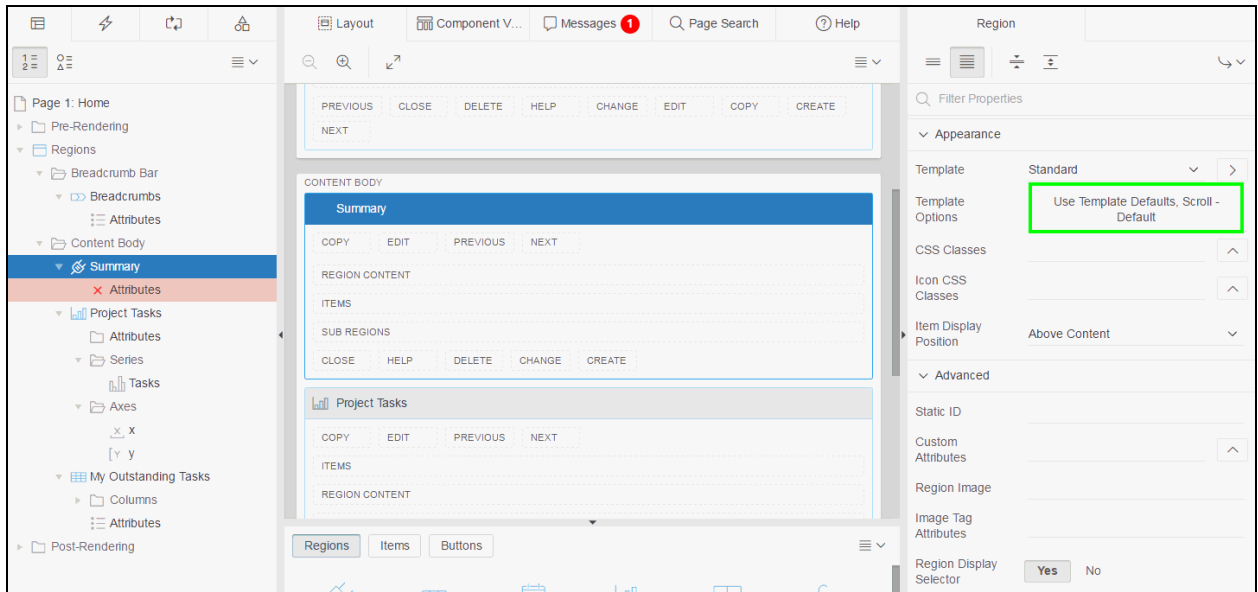 Layout
Component V...
Messages 1
Page Search
Help
Region
Page 1: Home
Pre-Rendering
Regions
Breadcrumb Bar
Breadcrumbs
Attributes
Content Body
Summary
Attributes
Project Tasks
Attributes
Series
Tasks
Axes
x
y
My Outstanding Tasks
Columns
Attributes
Post-Rendering
PREVIOUS CLOSE DELETE HELP CHANGE EDIT COPY CREATE
NEXT
CONTENT BODY
Summary
COPY EDIT PREVIOUS NEXT
REGION CONTENT
ITEMS
SUB REGIONS
CLOSE HELP DELETE CHANGE CREATE
Project Tasks
COPY EDIT PREVIOUS NEXT
ITEMS
REGION CONTENT
Regions Items Buttons
Filter Properties
Appearance
Template Standard
Template Options
Use Template Defaults, Scroll -
Default
CSS Classes
Icon CSS
Classes
Item Display
Position
Above Content
Advanced
Static ID
Custom
Attributes
Region Image
Image Tag
Attributes
Region Display
Selector
Yes No